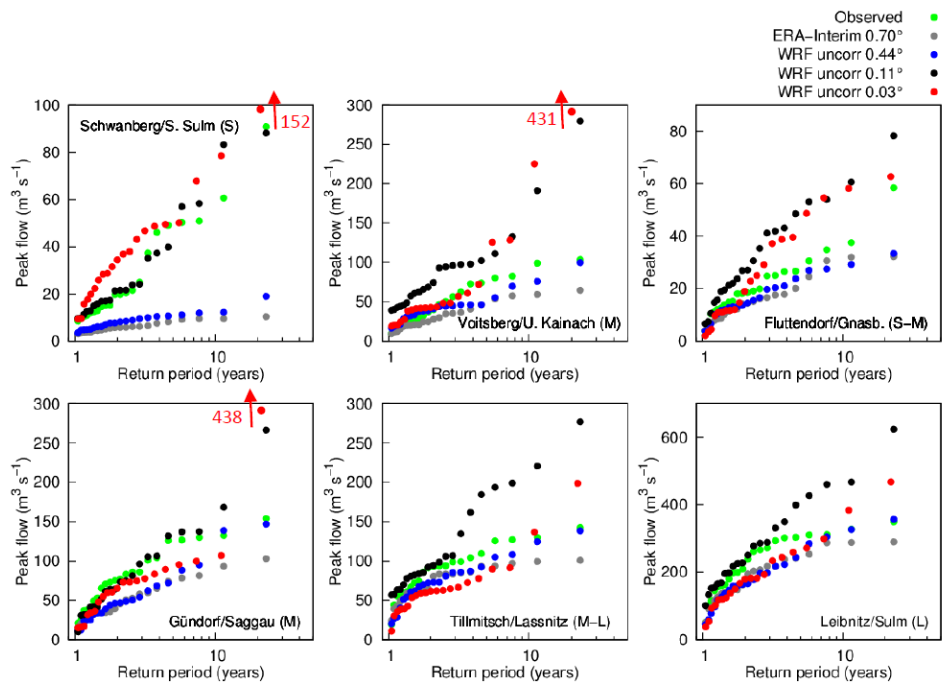 Observed
ERA−Interim 0.70°
WRF uncorr 0.44°
WRF uncorr 0.11°
WRF uncorr 0.03°
Peak flow (m³ s⁻¹)
100
80
60
40
20
0
Schwanberg/S. Sulm (S)
152
1
10
Return period (years)
Peak flow (m³ s⁻¹)
300
250
200
150
100
50
0
431
Voitsberg/U. Kainach (M)
1
10
Return period (years)
Peak flow (m³ s⁻¹)
80
60
40
20
0
Fluttendorf/Gnasb. (S−M)
1
10
Return period (years)
Peak flow (m³ s⁻¹)
300
250
200
150
100
50
0
438
Gündorf/Saggau (M)
1
10
Return period (years)
Peak flow (m³ s⁻¹)
300
250
200
150
100
50
0
Tillmitsch/Lassnitz (M−L)
1
10
Return period (years)
Peak flow (m³ s⁻¹)
600
400
200
0
Leibnitz/Sulm (L)
1
10
Return period (years)